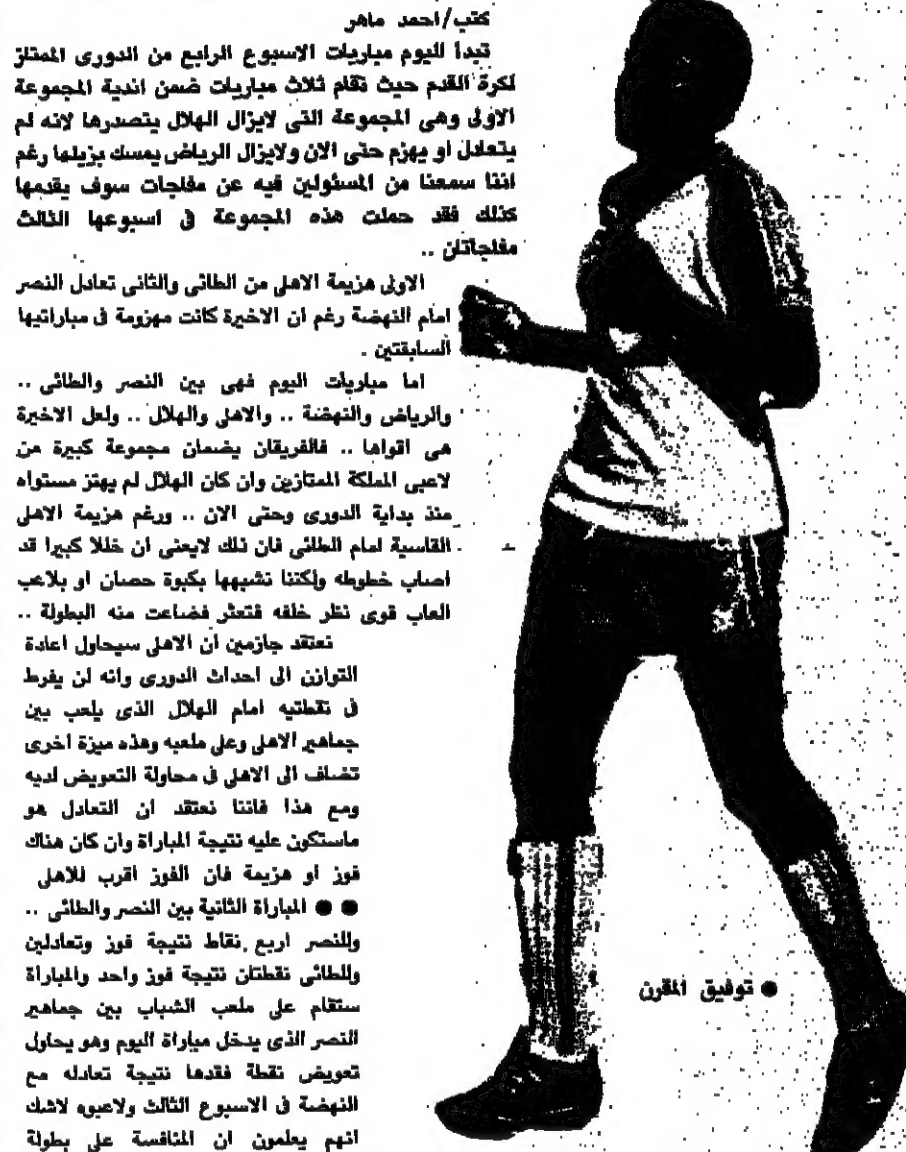 كتب/احمد ماهر
تبدأ اليوم مباريات الاسبوع الرابع من الدورى الممتاز
لكرة القدم حيث تقام ثلاث مباريات ضمن اندية المجموعة
الاولى وهى المجموعة التى لايزال الهلال يتصدرها لانه لم
يتعادل او يهزم حتى الان ولايزال الرياض يمسك بزيلها رغم
اننا سمعنا من المسئولين فيه عن مفاجات سوف يقدمها
كذلك فقد حملت هذه المجموعة في اسبوعها الثالث
مفاجاتان ..
الاولى هزيمة الاهلى من الطائى والثانى تعادل النصر
امام النهضة رغم ان الاخيرة كانت مهزومة في مباراتيها
السابقتين .
اما مباريات اليوم فهى بين النصر والطائى ..
والرياض والنهضة .. والاهلى والهلال .. ولعل الاخيرة
هى اقواها .. فالفريقان يضمان مجموعة كبيرة من
لاعبى المملكة الممتازين وان كان الهلال لم يهتز مستواه
منذ بداية الدورى وحتى الان .. ورغم هزيمة الاهلى
القاسية امام الطائى فان ذلك لايعنى ان خللا كبيرا قد
اصاب خطوطه ولكننا نشبهها بكبوة حصان او بلاعب
العاب قوى نظر خلفه فتعثر فضاعت منه البطولة ..
نعتقد جازمين ان الاهلى سيحاول اعادة
التوازن الى احداث الدورى وانه لن يفرط
في نقطتيه امام الهلال الذى يلعب بين
جماهير الاهلى وعلى ملعبه وهذه ميزة اخرى
تضاف الى الاهلى في محاولة التعويض لديه
ومع هذا فاننا نعتقد ان التعادل هو
ماستكون عليه نتيجة المباراة وان كان هناك
فوز او هزيمة فأن الفوز اقرب للاهلى
●● المباراة الثانية بين النصر والطائى ..
وللنصر اربع نقاط نتيجة فوز وتعادلين
وللطائى نقطتان نتيجة فوز واحد والمباراة
ستقام على ملعب الشباب بين جماهير
النصر الذى يدخل مباراة اليوم وهو يحاول
تعويض نقطة فقدها نتيجة تعادله مع
النهضة في الاسبوع الثالث ولاعبوه لاشك
انهم يعلمون ان المنافسة على بطولة
● توفيق المقرن